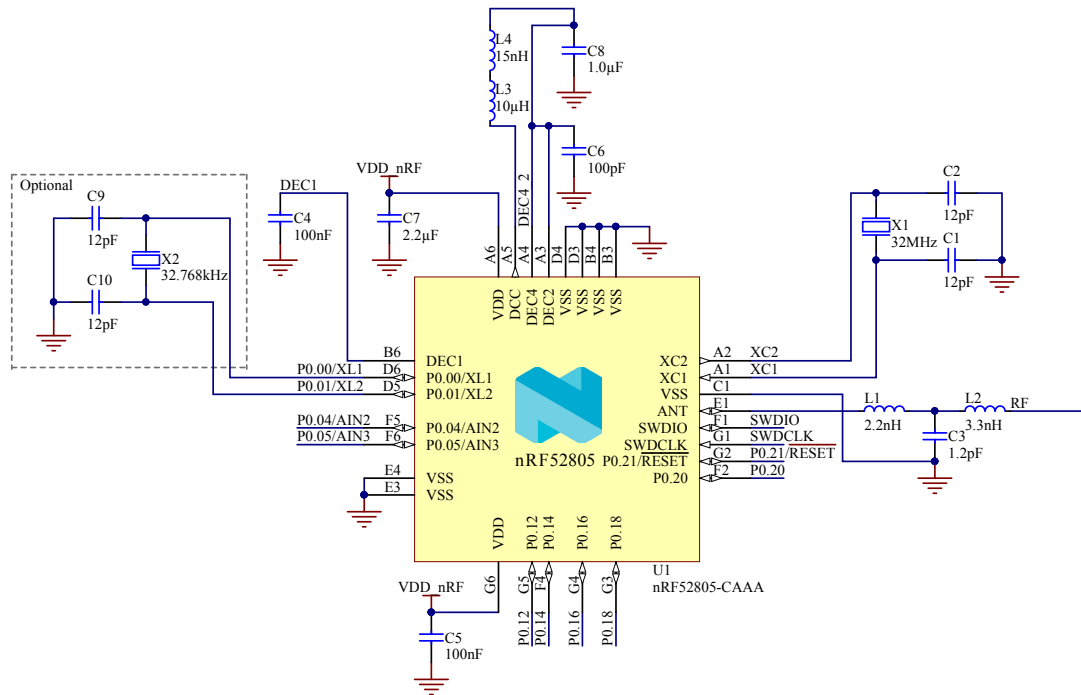 L4
15nH
L3
10µH
C8
1.0µF
C6
100pF
DEC4_2
VDD_nRF
C7
2.2µF
DEC1
C4
100nF
Optional
C9
12pF
X2
32.768kHz
C10
12pF
C2
12pF
X1
32MHz
C1
12pF
A6 A5 A4 A3 D4 D3 B4 B3
VDD DCC DEC4 DEC2 VSS VSS VSS VSS
B6 DEC1
P0.00/XL1 D6 P0.00/XL1
P0.01/XL2 D5 P0.01/XL2
P0.04/AIN2 F5 P0.04/AIN2
P0.05/AIN3 F6 P0.05/AIN3
E4 VSS
E3 VSS
nRF52805
XC2 A2 XC2
XC1 A1 XC1
VSS C1
ANT E1
SWDIO F1 SWDIO
SWDCLK G1 SWDCLK
P0.21/RESET G2 P0.21/RESET
P0.20 F2 P0.20
L1
2.2nH
L2
3.3nH
RF
C3
1.2pF
VDD P0.12 P0.14 P0.16 P0.18
G6 G5 F4 G4 G3
P0.12 P0.14 P0.16 P0.18
U1
nRF52805-CAAA
VDD_nRF
C5
100nF